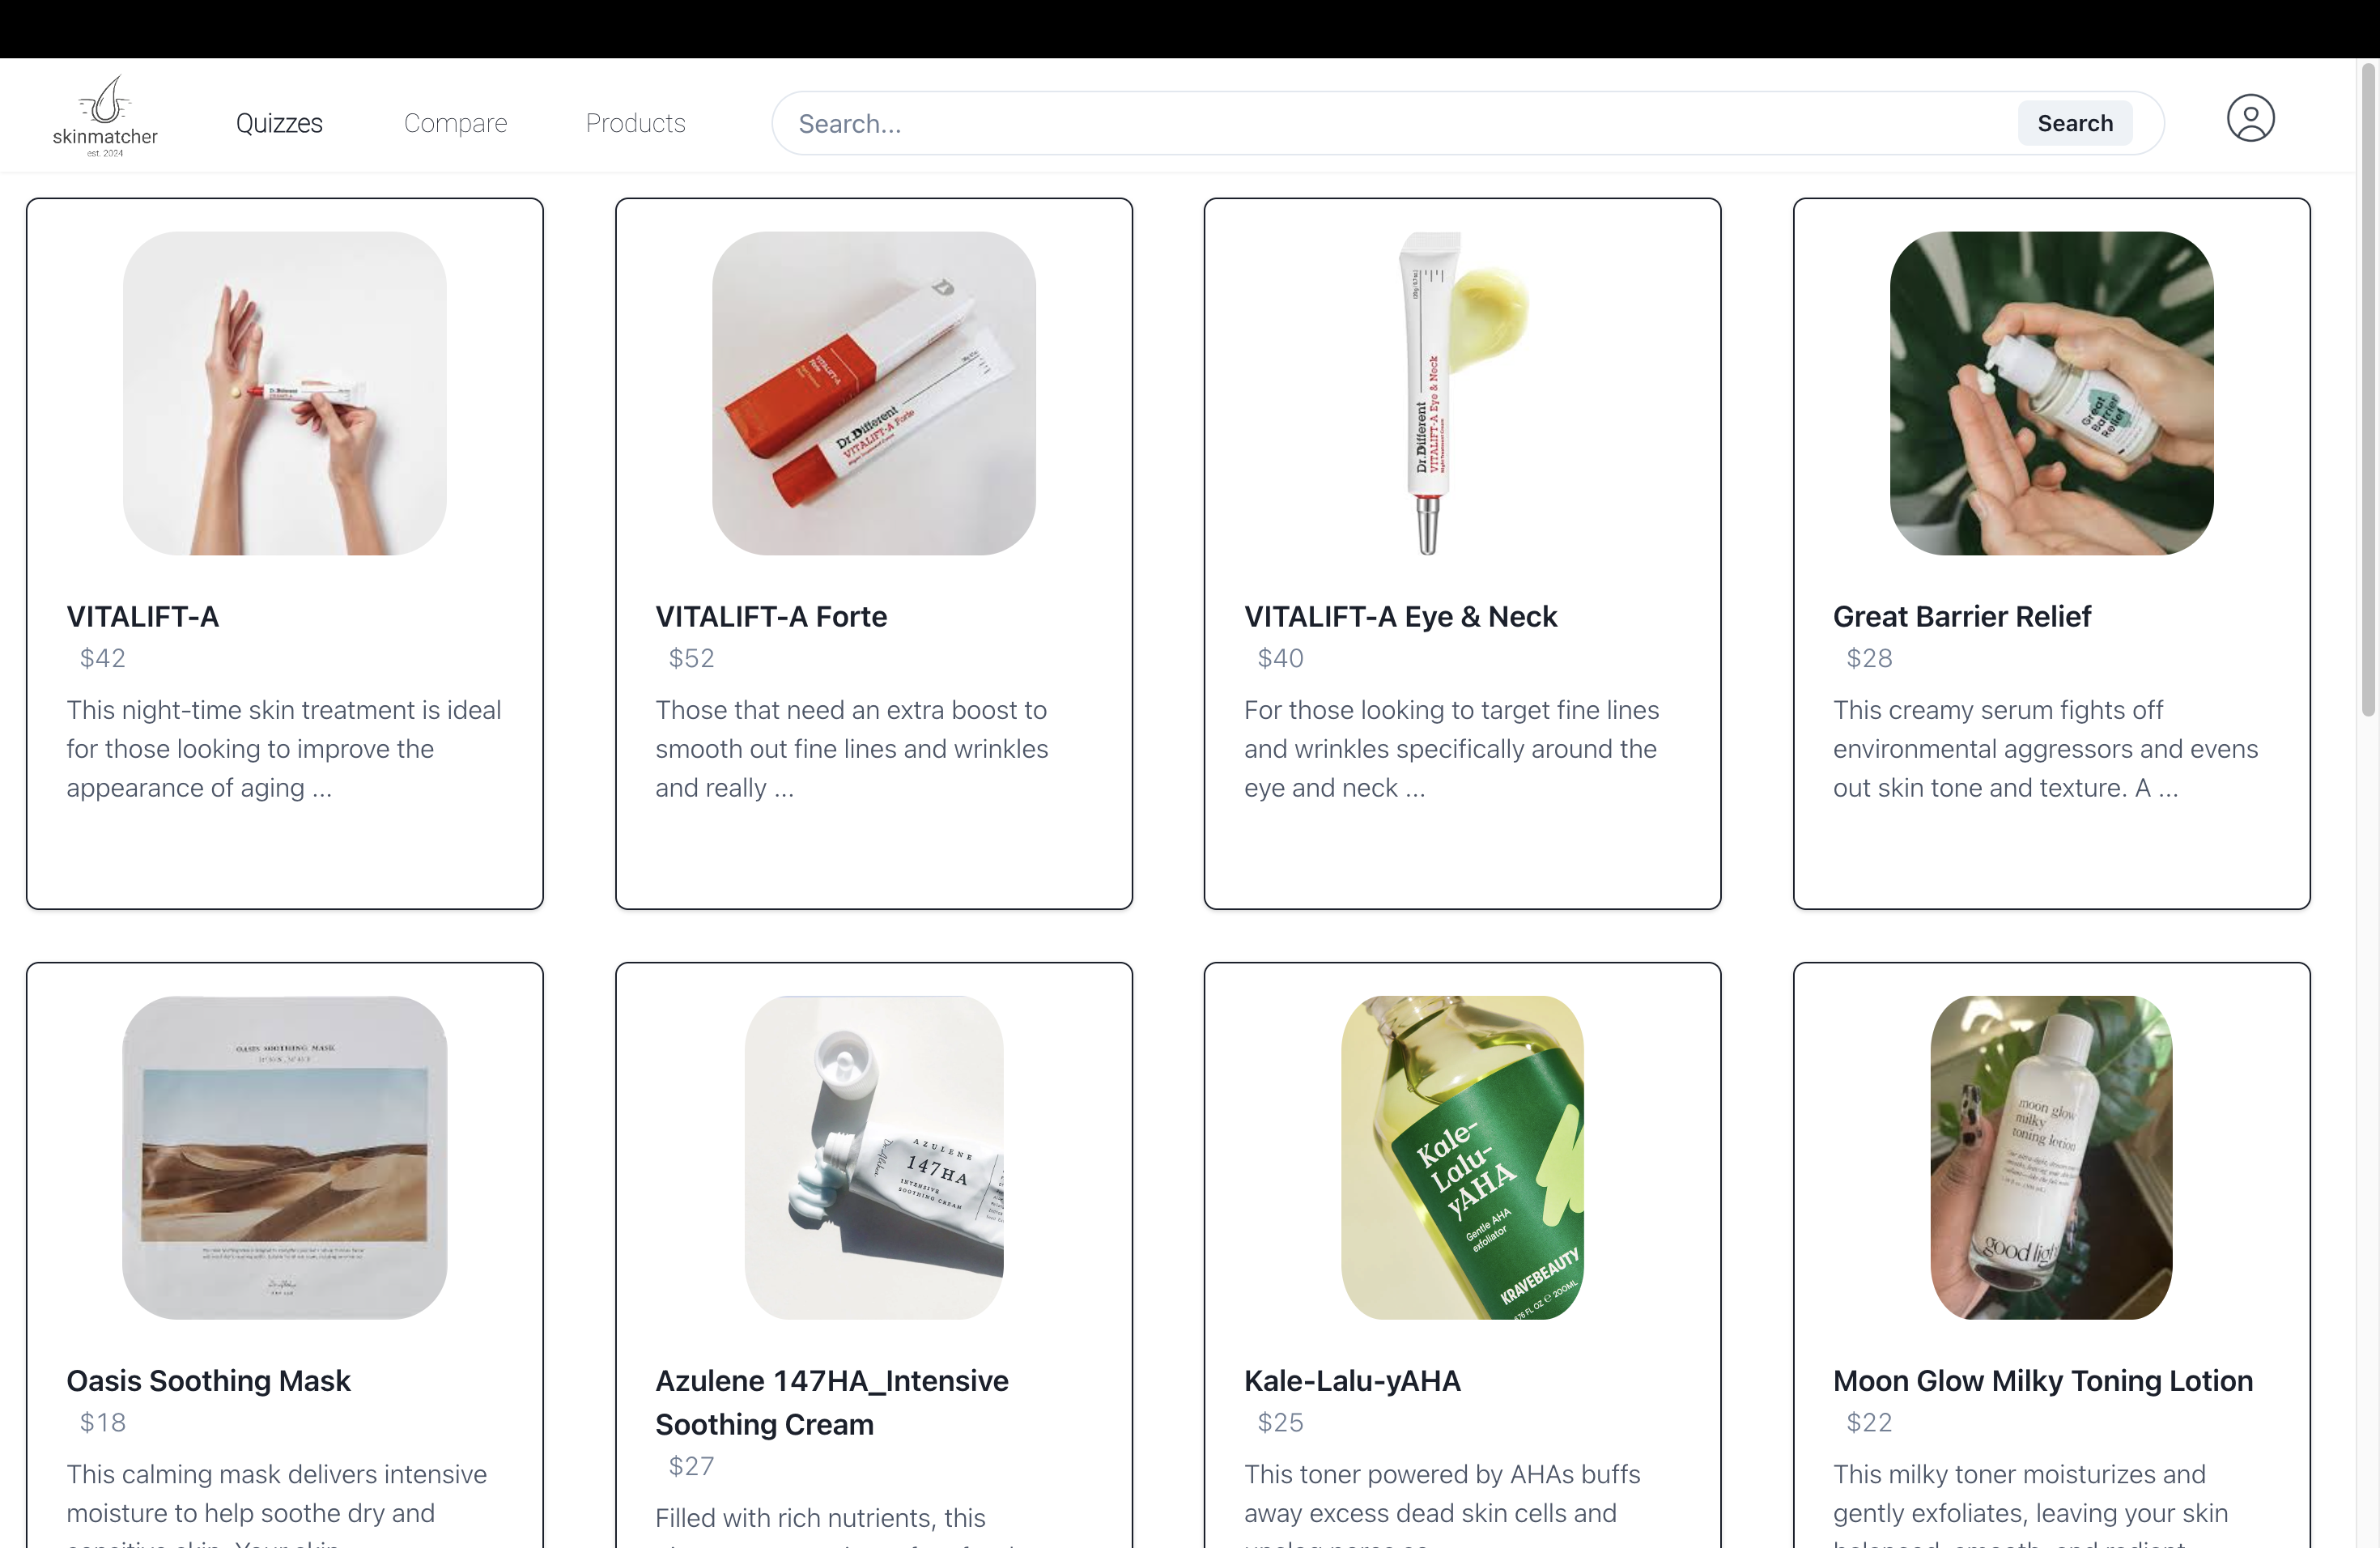 skinmatcher
est. 2024
Quizzes
Compare
Products
Search...
Search
Dr.Different
VITALIFT-A
Forte
Dr.Different
VITALIFT-A Forte
Night Treatment Cream
Dr.Different
VITALIFT-A Eye & Neck
Great
Barrier
Relief
VITALIFT-A
$42
This night-time skin treatment is ideal
for those looking to improve the
appearance of aging ...
VITALIFT-A Forte
$52
Those that need an extra boost to
smooth out fine lines and wrinkles
and really ...
VITALIFT-A Eye & Neck
$40
For those looking to target fine lines
and wrinkles specifically around the
eye and neck ...
Great Barrier Relief
$28
This creamy serum fights off
environmental aggressors and evens
out skin tone and texture. A ...
OASIS SOOTHING MASK
AZULENE
147HA
INTENSIVE
SOOTHING CREAM
Kale-
Lalu-
yAHA
Gentle AHA
exfoliator
KRAVEBEAUTY
FL OZ ℮ 200ML
moon glow
milky
toning lotion
good ligh
Oasis Soothing Mask
$18
This calming mask delivers intensive
moisture to help soothe dry and
Azulene 147HA_Intensive
Soothing Cream
$27
Filled with rich nutrients, this
Kale-Lalu-yAHA
$25
This toner powered by AHAs buffs
away excess dead skin cells and
Moon Glow Milky Toning Lotion
$22
This milky toner moisturizes and
gently exfoliates, leaving your skin